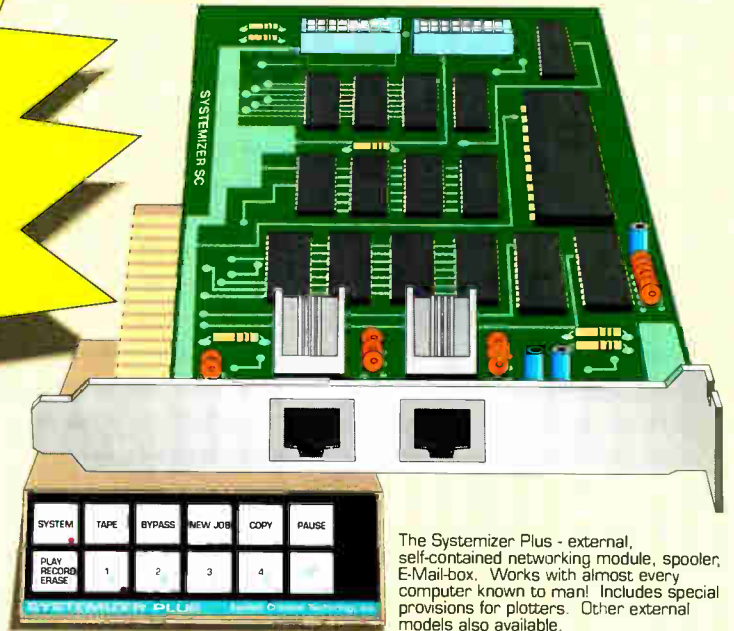 SYSTEMIZER SC
SYSTEM TAPE BYPASS NEW JOB COPY PAUSE
PLAY
RECORD
ERASE
1 2 3 4
SYSTEMIZER PLUS
The Systemizer Plus - external,
self-contained networking module, spooler,
E-Mail-box. Works with almost every
computer known to man! Includes special
provisions for plotters. Other external
models also available.